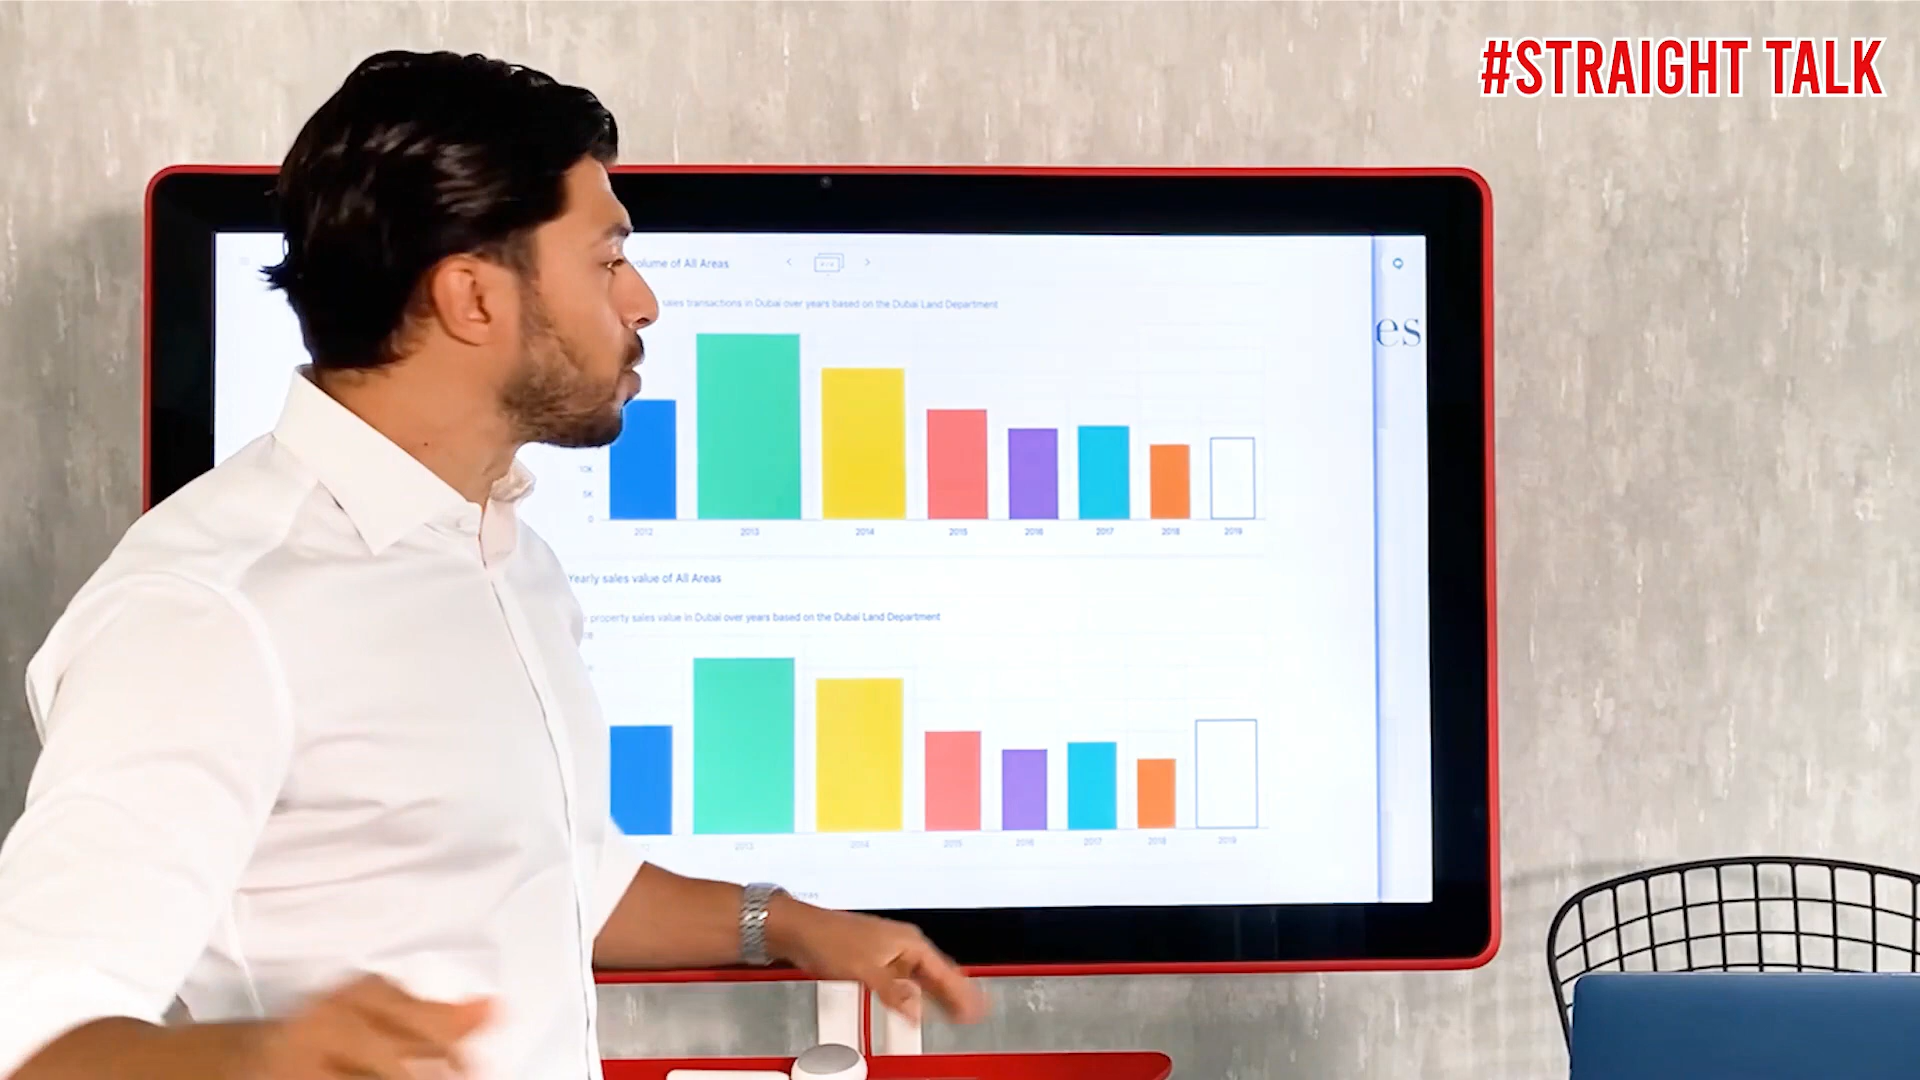 #STRAIGHT TALK
volume of All Areas
sales transactions in Dubai over years based on the Dubai Land Department
es
10K
5K
0
2012 2013 2014 2015 2016 2017 2018 2019
Yearly sales value of All Areas
property sales value in Dubai over years based on the Dubai Land Department
2013 2014 2015 2016 2017 2018 2019
Areas